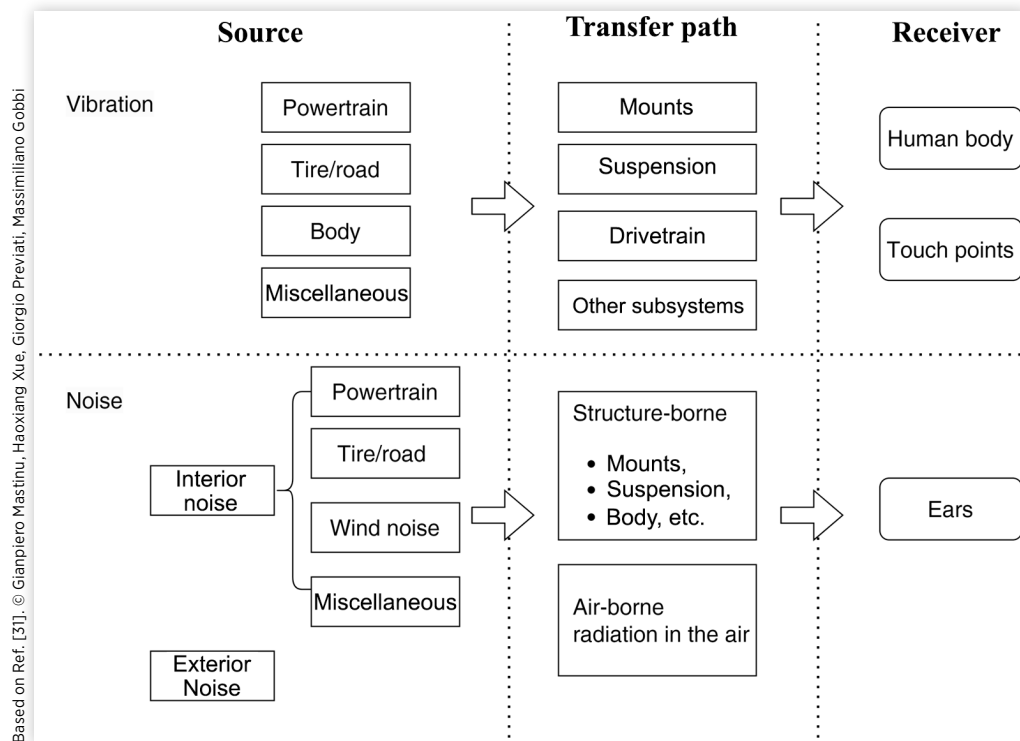 Source
Transfer path
Receiver
Vibration
Powertrain
Tire/road
Body
Miscellaneous
Mounts
Suspension
Drivetrain
Other subsystems
Human body
Touch points
Noise
Interior
noise
Powertrain
Tire/road
Wind noise
Miscellaneous
Exterior
Noise
Structure-borne
• Mounts,
• Suspension,
• Body, etc.
Air-borne
radiation in the air
Ears
Based on Ref. [31]. © Gianpiero Mastinu, Haoxiang Xue, Giorgio Previati, Massimiliano Gobbi